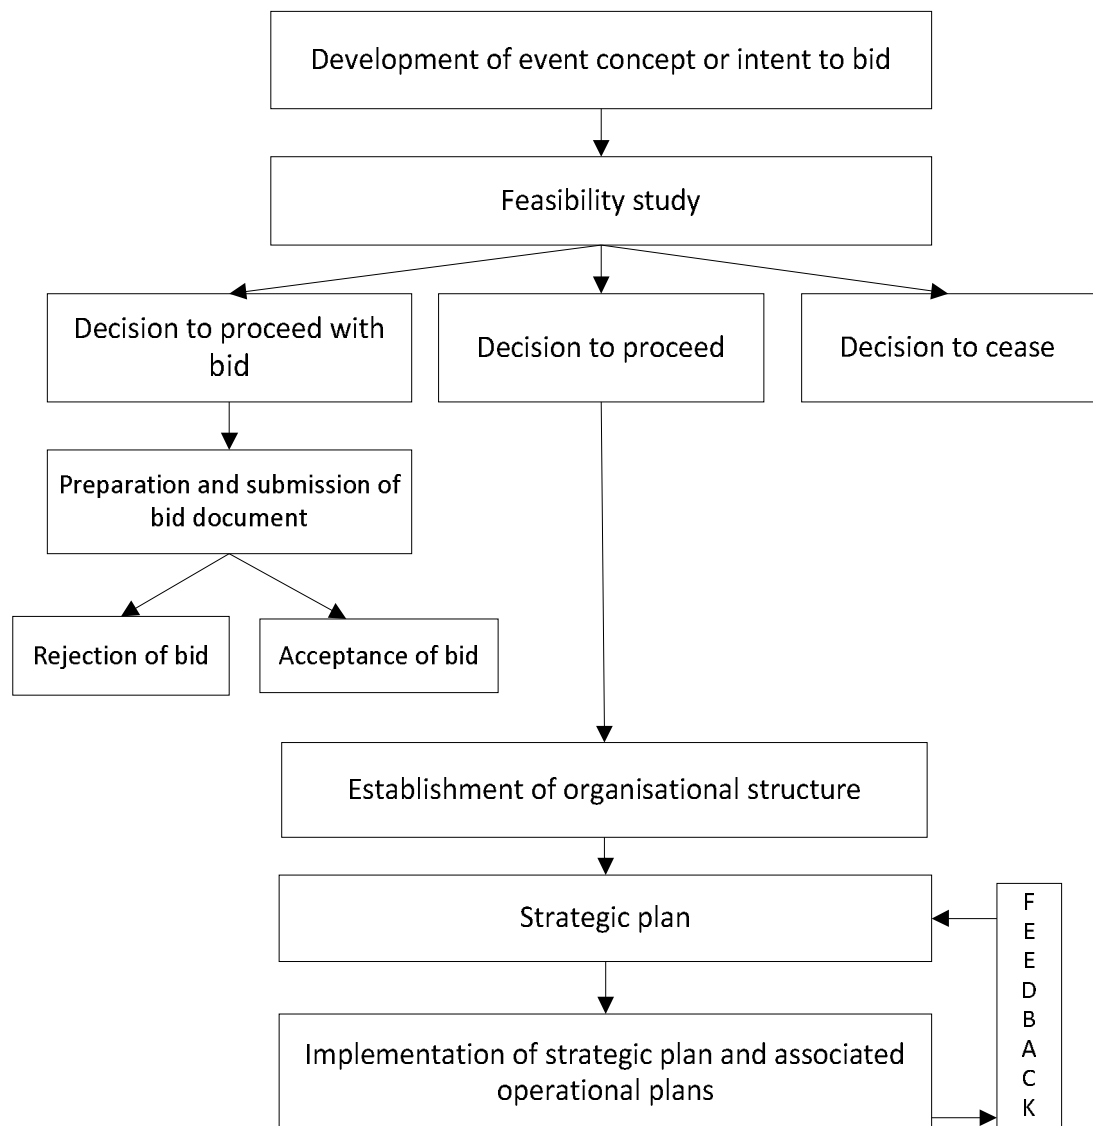 Development of event concept or intent to bid
Feasibility study
Decision to proceed with
bid
Decision to proceed
Decision to cease
Preparation and submission of
bid document
Rejection of bid
Acceptance of bid
Establishment of organisational structure
Strategic plan
F
E
E
D
B
A
C
K
Implementation of strategic plan and associated
operational plans